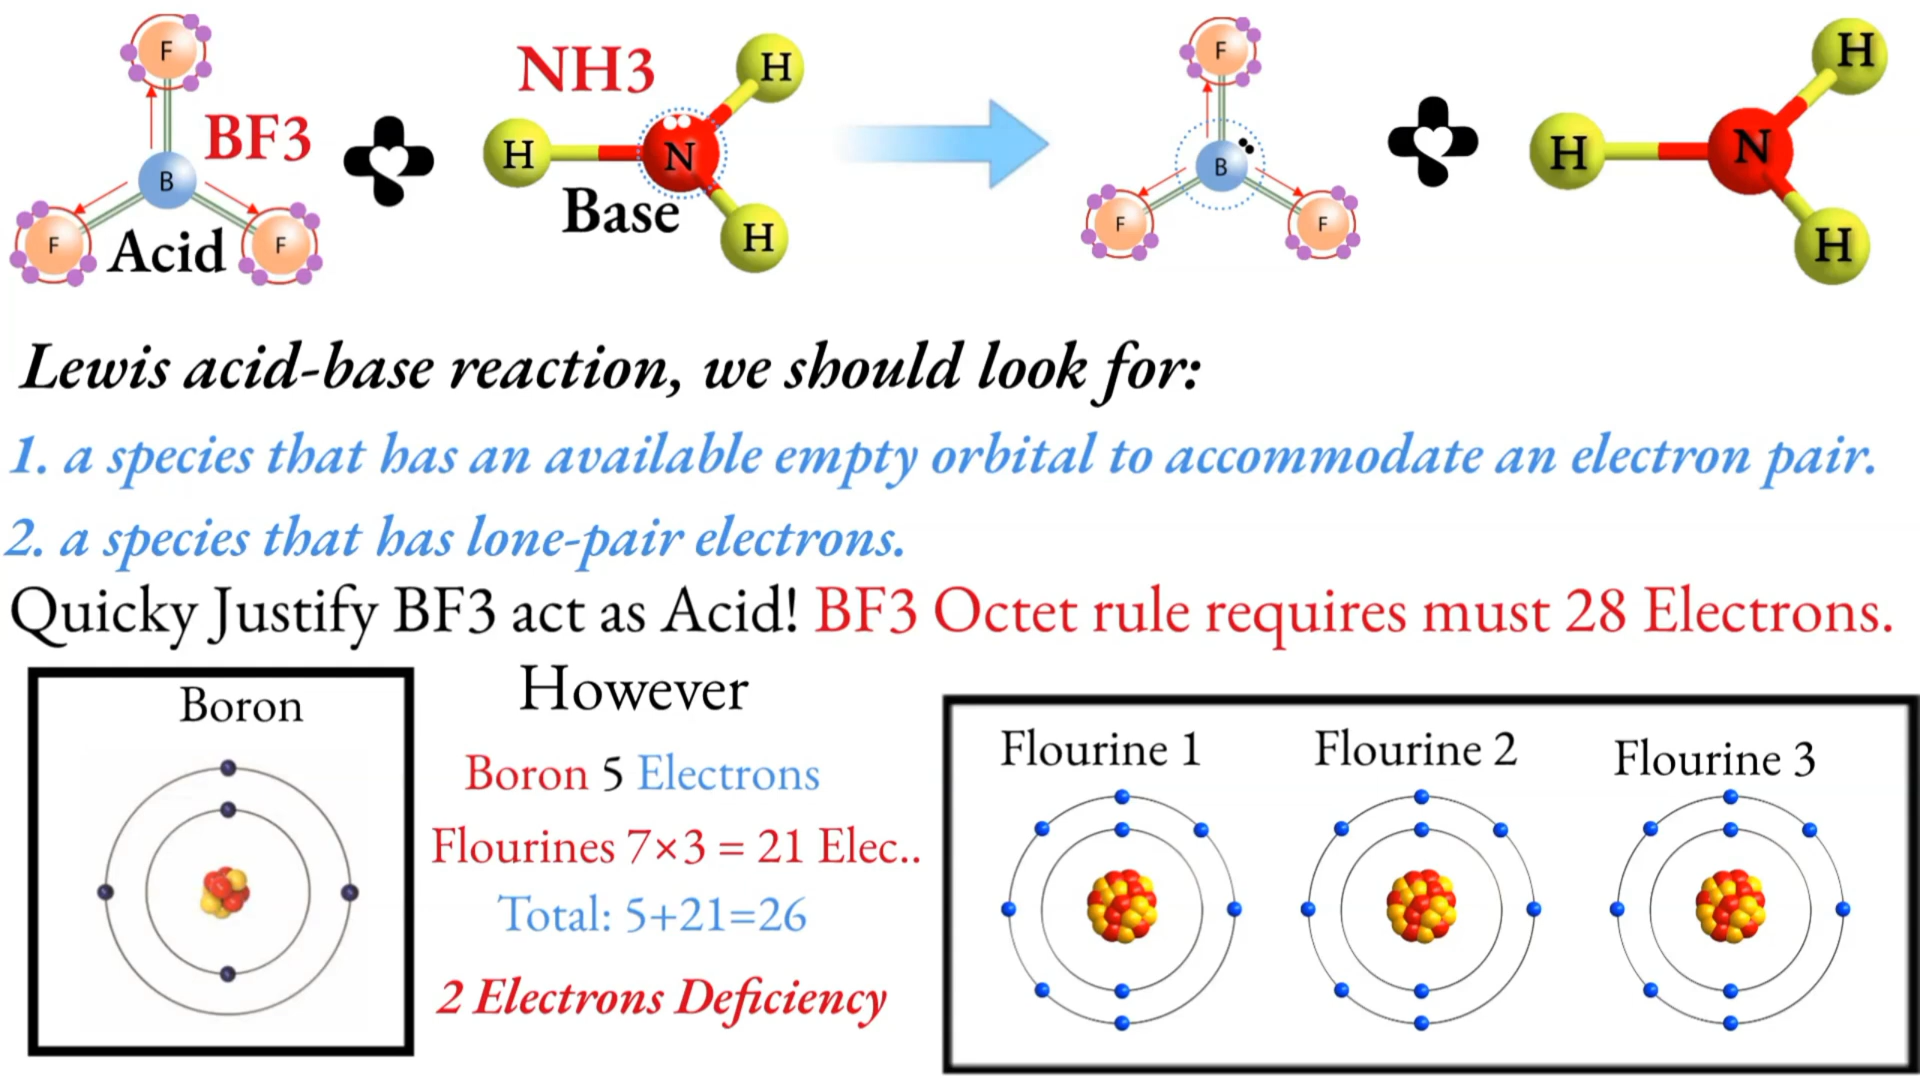 F
F
F
B
BF3
Acid
NH3
H
H
H
N
Base
F
F
F
B
H
H
H
N
Lewis acid-base reaction, we should look for:
1. a species that has an available empty orbital to accommodate an electron pair.
2. a species that has lone-pair electrons.
Quicky Justify BF3 act as Acid! BF3 Octet rule requires must 28 Electrons.
Boron
However
Boron 5 Electrons
Flourines 7×3 = 21 Elec..
Total: 5+21=26
2 Electrons Deficiency
Flourine 1
Flourine 2
Flourine 3